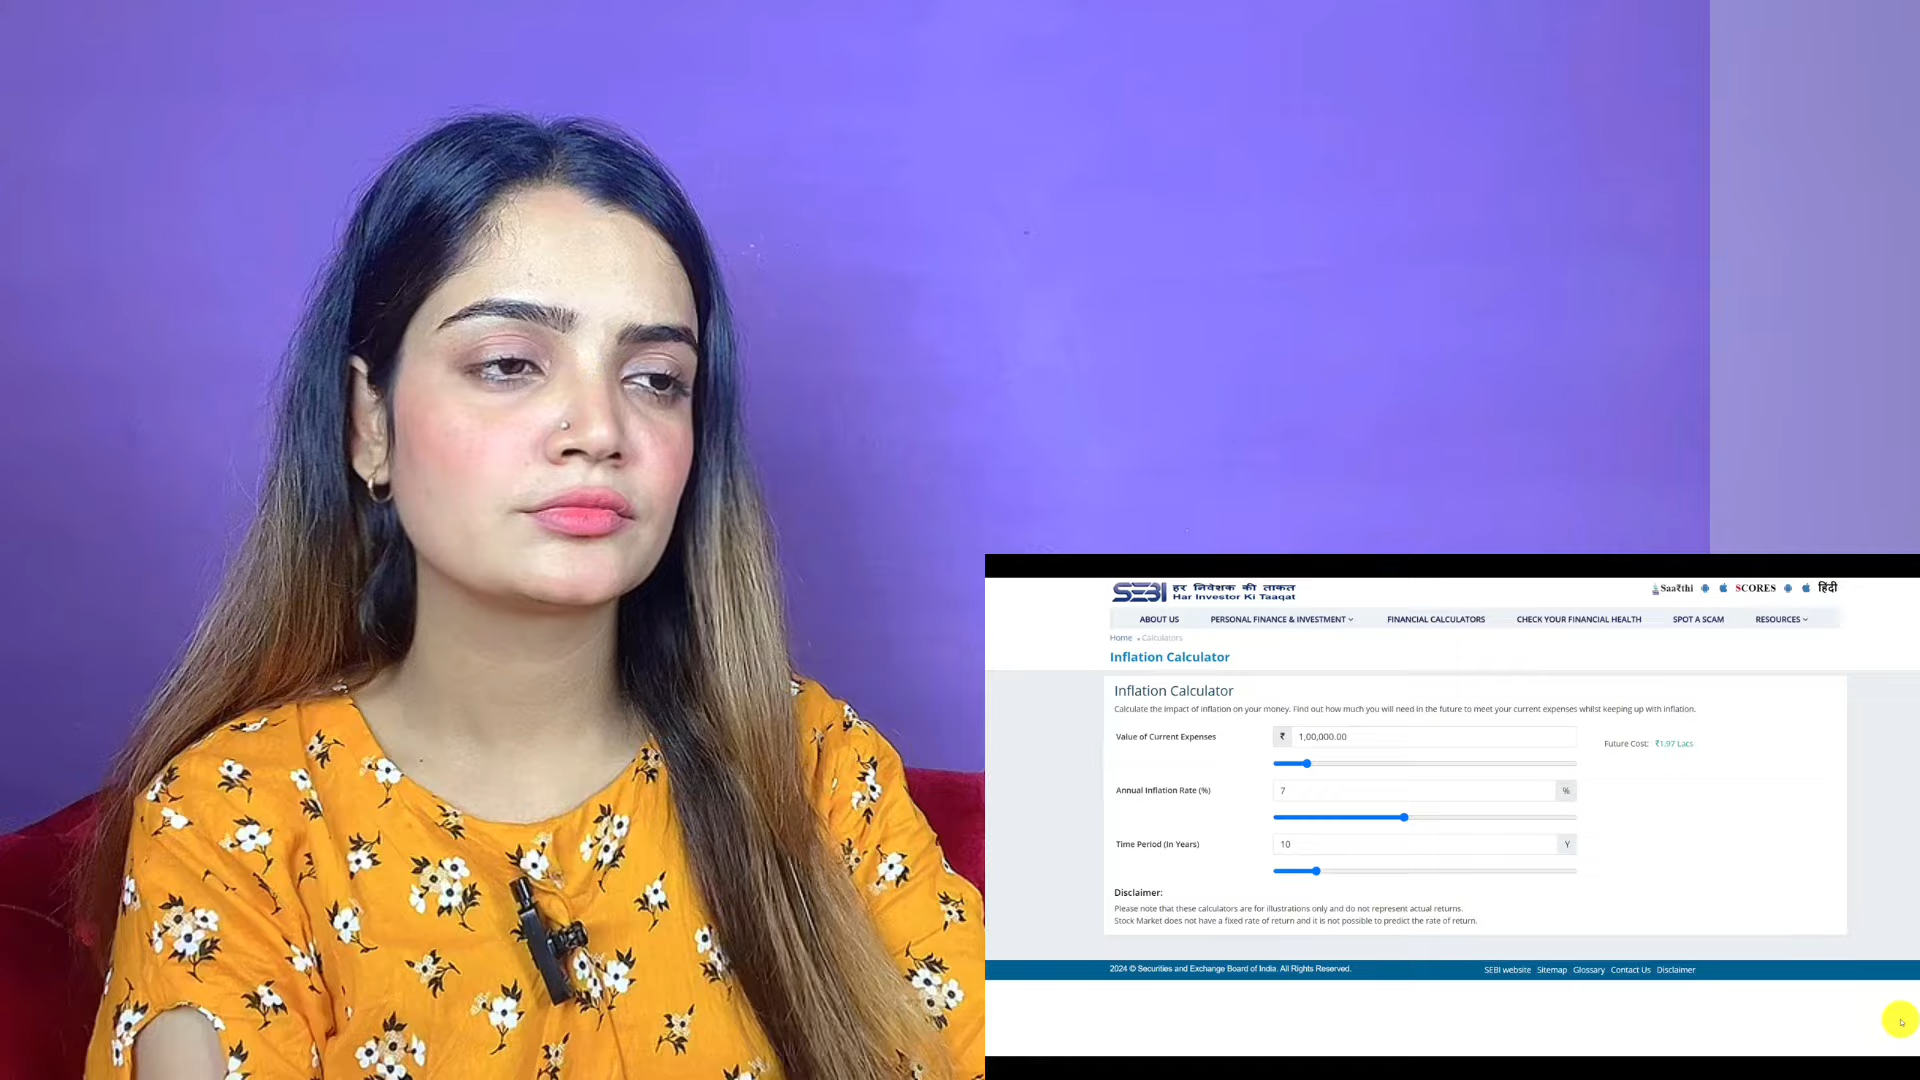 SEBI हर निवेशक की ताकत
Har Investor Ki Taaqat
Saa₹thi SCORES हिंदी
ABOUT US PERSONAL FINANCE & INVESTMENT FINANCIAL CALCULATORS CHECK YOUR FINANCIAL HEALTH SPOT A SCAM RESOURCES
Home Calculators
Inflation Calculator
Inflation Calculator
Calculate the impact of inflation on your money. Find out how much you will need in the future to meet your current expenses whilst keeping up with inflation.
Value of Current Expenses ₹ 1,00,000.00
Future Cost: ₹1.97 Lacs
Annual Inflation Rate (%) 7 %
Time Period (In Years) 10 Y
Disclaimer:
Please note that these calculators are for illustrations only and do not represent actual returns.
Stock Market does not have a fixed rate of return and it is not possible to predict the rate of return.
2024 © Securities and Exchange Board of India. All Rights Reserved.
SEBI website Sitemap Glossary Contact Us Disclaimer